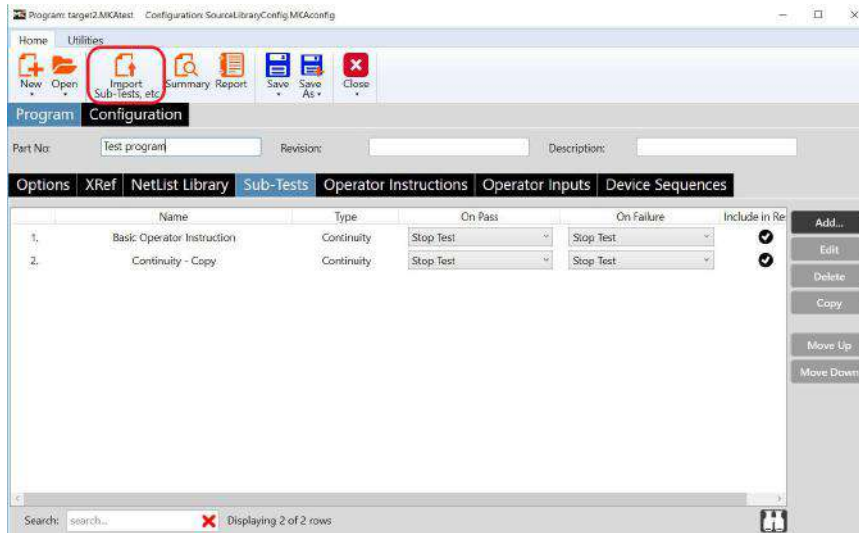 Program: target2.MKAtest Configuration: SourceLibraryConfig.MKAconfig
Home Utilities
New Open Import Sub-Tests, etc. Summary Report Save Save As Close
Program Configuration
Part No: Test program Revision: Description:
Options XRef NetList Library Sub-Tests Operator Instructions Operator Inputs Device Sequences
Name Type On Pass On Failure Include in Re Add...
1. Basic Operator Instruction Continuity Stop Test Stop Test
Edit
2. Continuity - Copy Continuity Stop Test Stop Test
Delete
Copy
Move Up
Move Down
Search: search... Displaying 2 of 2 rows